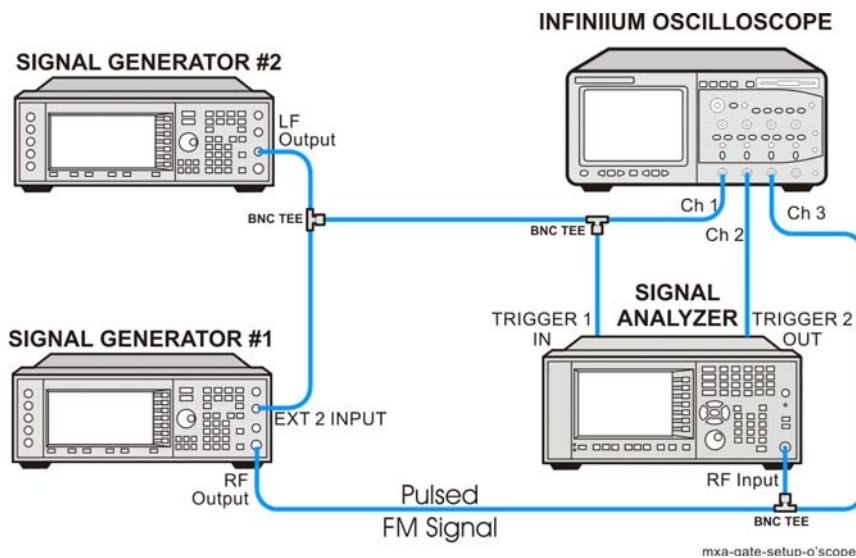 INFINIIUM OSCILLOSCOPE
SIGNAL GENERATOR #2
LF
Output
BNC TEE
BNC TEE
Ch 1
Ch 2
Ch 3
SIGNAL
ANALYZER
TRIGGER 1
IN
TRIGGER 2
OUT
SIGNAL GENERATOR #1
EXT 2 INPUT
RF
Output
Pulsed
FM Signal
RF Input
BNC TEE
mxa-gate-setup-o'scope